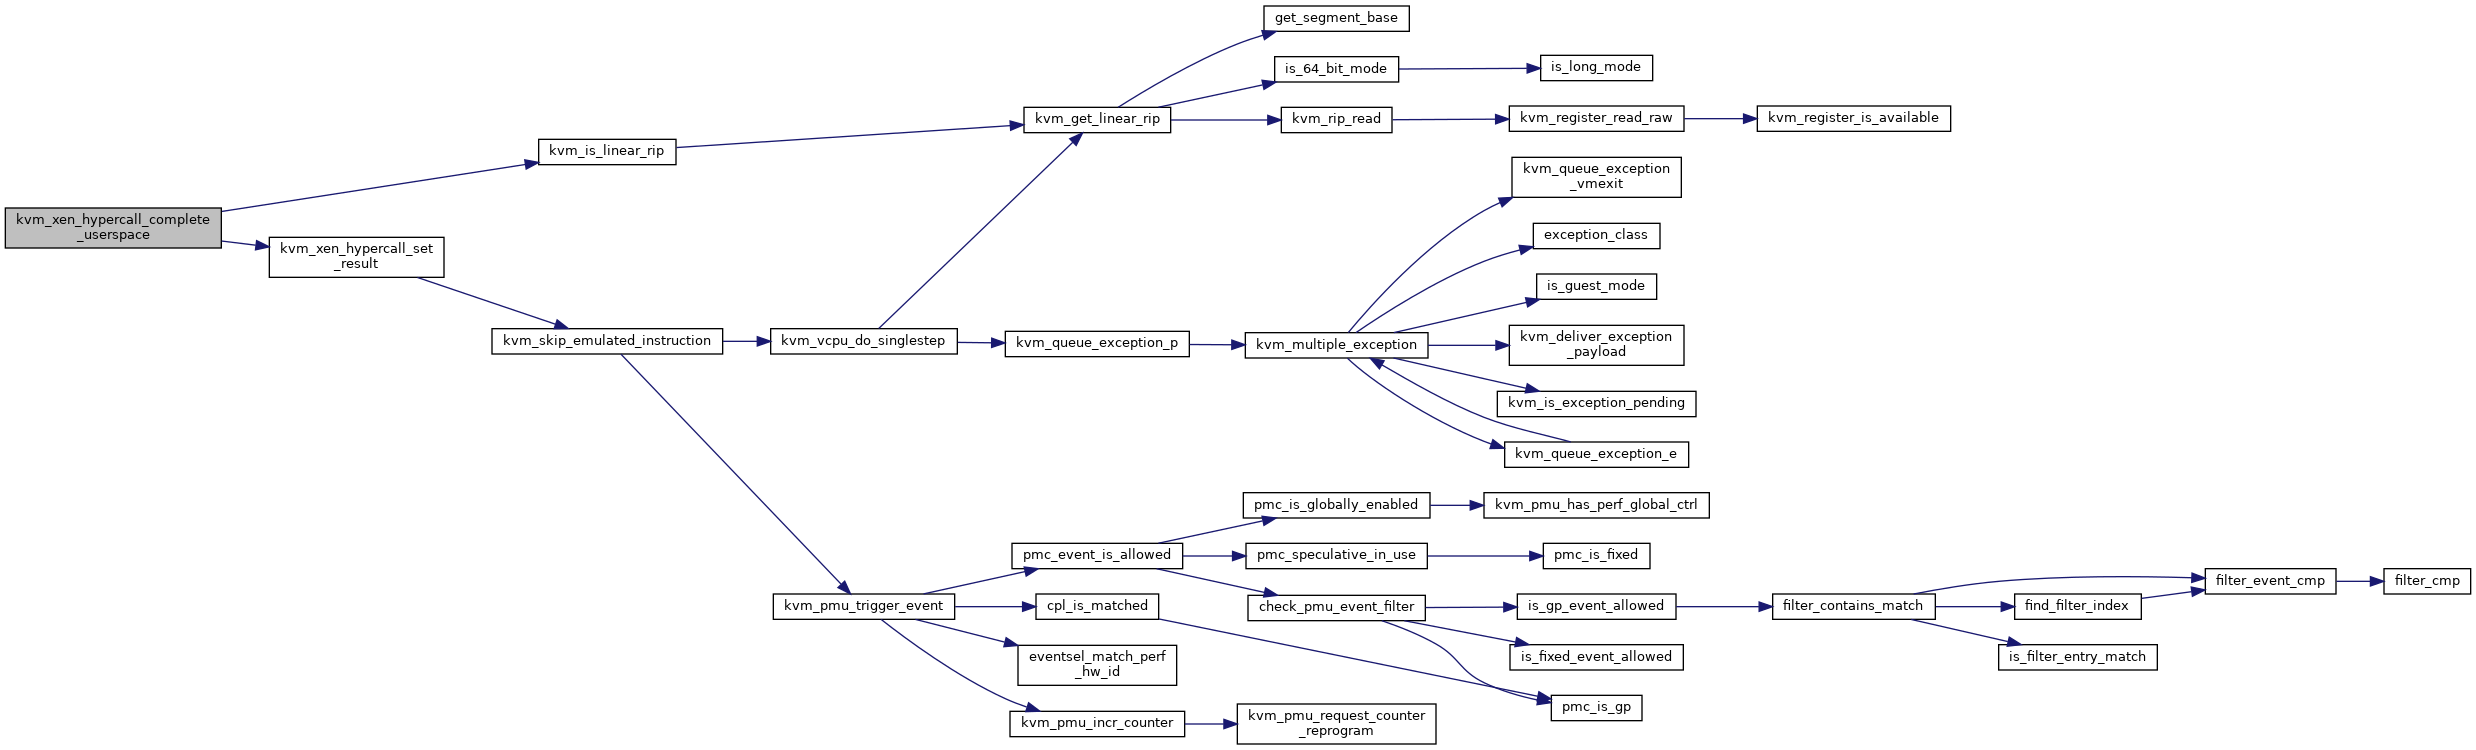 get_segment_base
is_64_bit_mode
is_long_mode
kvm_get_linear_rip
kvm_rip_read
kvm_register_read_raw
kvm_register_is_available
kvm_is_linear_rip
kvm_queue_exception
_vmexit
kvm_xen_hypercall_complete
_userspace
exception_class
kvm_xen_hypercall_set
_result
is_guest_mode
kvm_skip_emulated_instruction
kvm_vcpu_do_singlestep
kvm_queue_exception_p
kvm_multiple_exception
kvm_deliver_exception
_payload
kvm_is_exception_pending
kvm_queue_exception_e
pmc_is_globally_enabled
kvm_pmu_has_perf_global_ctrl
pmc_event_is_allowed
pmc_speculative_in_use
pmc_is_fixed
filter_event_cmp
filter_cmp
kvm_pmu_trigger_event
cpl_is_matched
check_pmu_event_filter
is_gp_event_allowed
filter_contains_match
find_filter_index
eventsel_match_perf
_hw_id
is_fixed_event_allowed
is_filter_entry_match
pmc_is_gp
kvm_pmu_incr_counter
kvm_pmu_request_counter
_reprogram